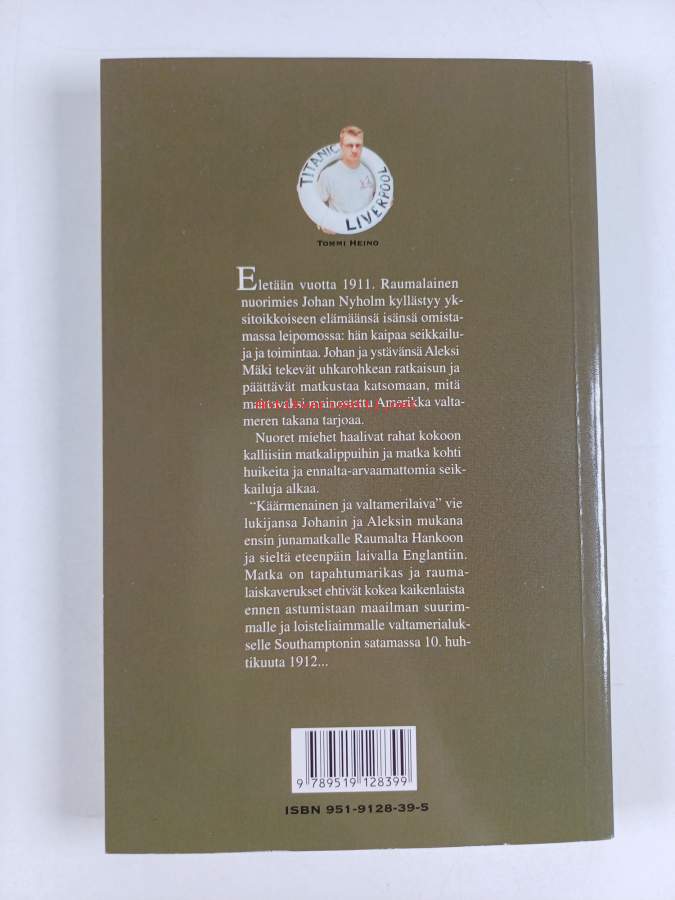 TITANIC
LIVERPOOL
TOMMI HEINO
Eletään vuotta 1911. Raumalainen
nuorimies Johan Nyholm kyllästyy yk-
sitoikkoiseen elämäänsä isänsä omista-
massa leipomossa: hän kaipaa seikkailu-
ja ja toimintaa. Johan ja ystävänsä Aleksi
Mäki tekevät uhkarohkean ratkaisun ja
päättävät matkustaa katsomaan, mitä
mahtavaksi mainostettu Amerikka valta-
meren takana tarjoaa.
Nuoret miehet haalivat rahat kokoon
kalliisiin matkalippuihin ja matka kohti
huikeita ja ennalta-arvaamattomia seik-
kailuja alkaa.
"Käärmenainen ja valtamerilaiva" vie
lukijansa Johanin ja Aleksin mukana
ensin junamatkalle Raumalta Hankoon
ja sieltä eteenpäin laivalla Englantiin.
Matka on tapahtumarikas ja rauma-
laiskaverukset ehtivät kokea kaikenlaista
ennen astumistaan maailman suurim-
malle ja loisteliaimmalle valtamerialuk-
selle Southamptonin satamassa 10. huh-
tikuuta 1912...
9 789519 128399
ISBN 951-9128-39-5